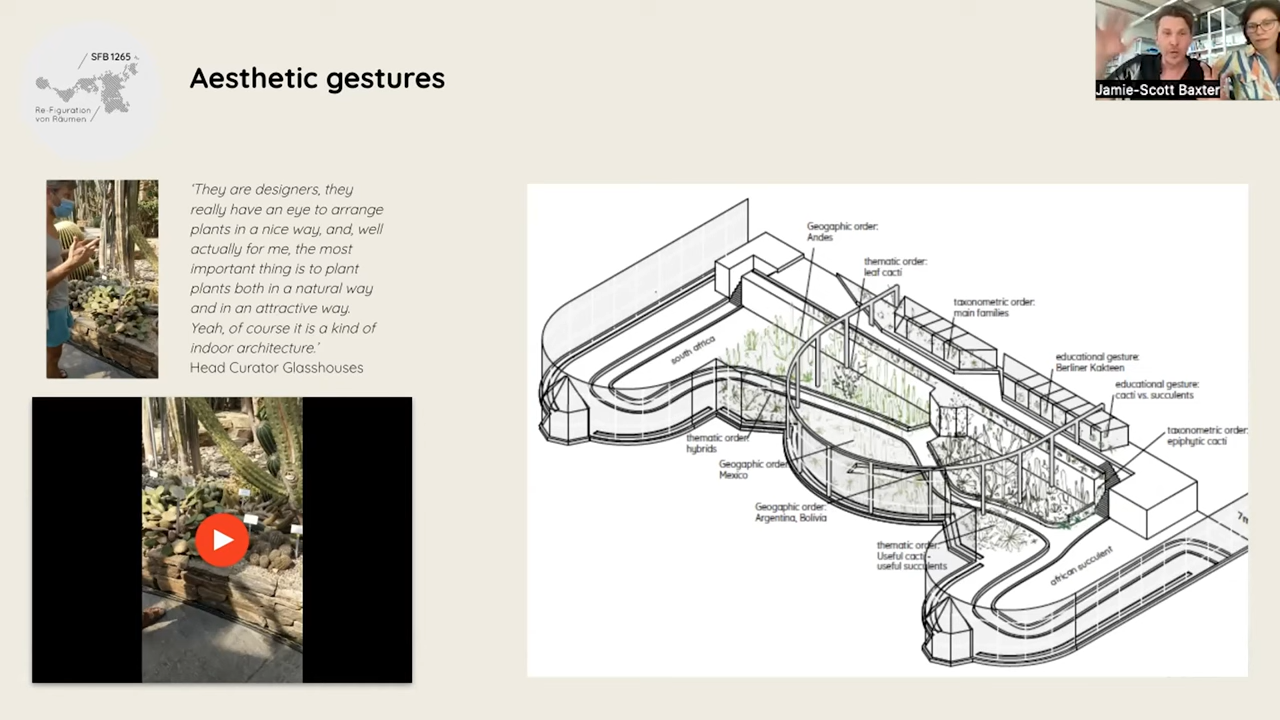 SFB 1265
Re-Figuration
von Räumen
Aesthetic gestures
Jamie-Scott Baxter
‘They are designers, they
really have an eye to arrange
plants in a nice way, and, well
actually for me, the most
important thing is to plant
plants both in a natural way
and in an attractive way.
Yeah, of course it is a kind of
indoor architecture.’
Head Curator Glasshouses
Geogaphic order:
Andes
thematic order:
leaf cacti
taxonometric order:
main families
educational gesture:
Berliner Kakteen
educational gesture:
cacti vs. succulents
taxonometric order:
epiphytic cacti
south africa
thematic order:
hybrids
Geographic order:
Mexico
Geographic order:
Argentina, Bolivia
thematic order:
Useful cacti -
useful succulents
african succulent